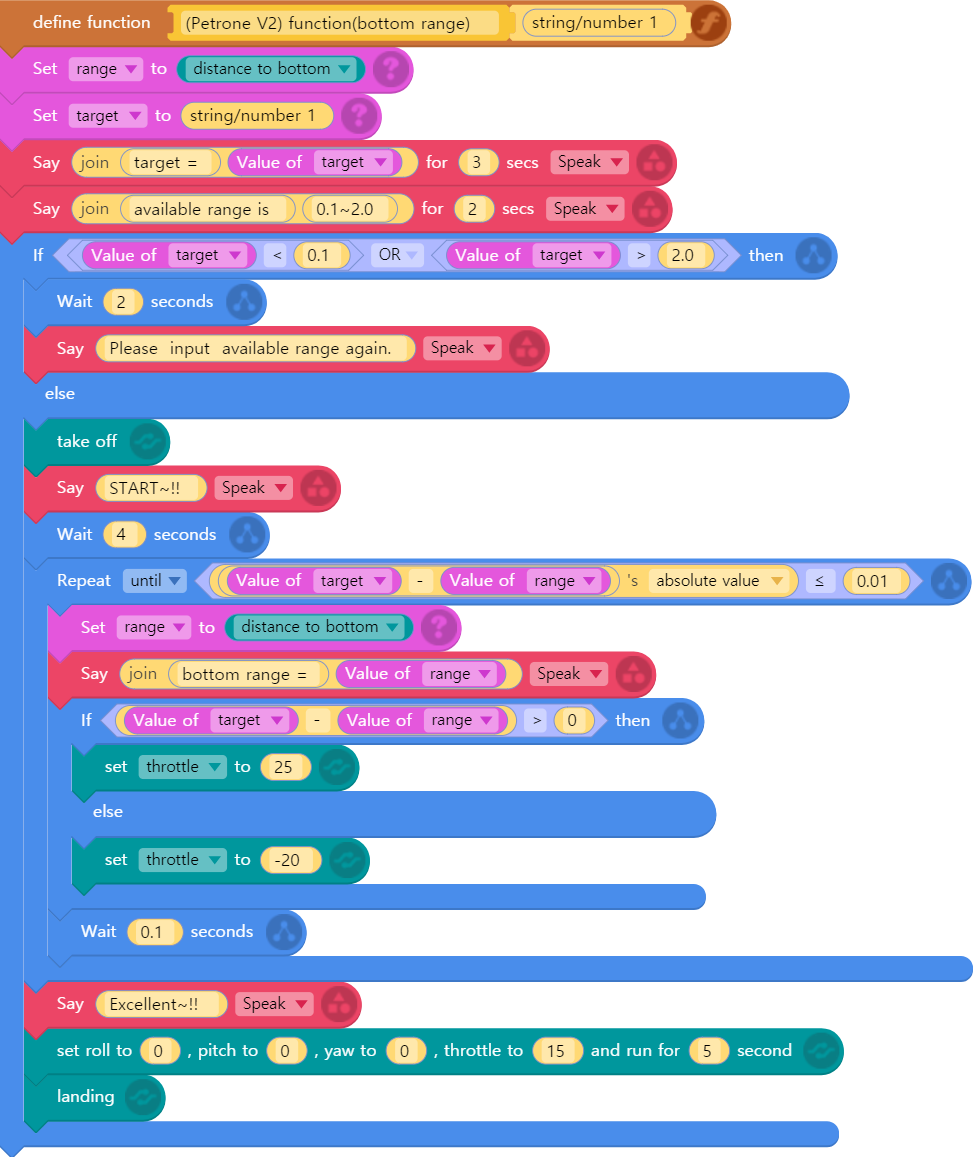 define function (Petrone V2) function(bottom range) string/number 1 f
Set range to distance to bottom ?
Set target to string/number 1 ?
Say join target = Value of target for 3 secs Speak
Say join available range is 0.1~2.0 for 2 secs Speak
If Value of target < 0.1 OR Value of target > 2.0 then
Wait 2 seconds
Say Please input available range again. Speak
else
take off
Say START~!! Speak
Wait 4 seconds
Repeat until Value of target - Value of range 's absolute value ≤ 0.01
Set range to distance to bottom ?
Say join bottom range = Value of range Speak
If Value of target - Value of range > 0 then
set throttle to 25
else
set throttle to -20
Wait 0.1 seconds
Say Excellent~!! Speak
set roll to 0 , pitch to 0 , yaw to 0 , throttle to 15 and run for 5 second
landing